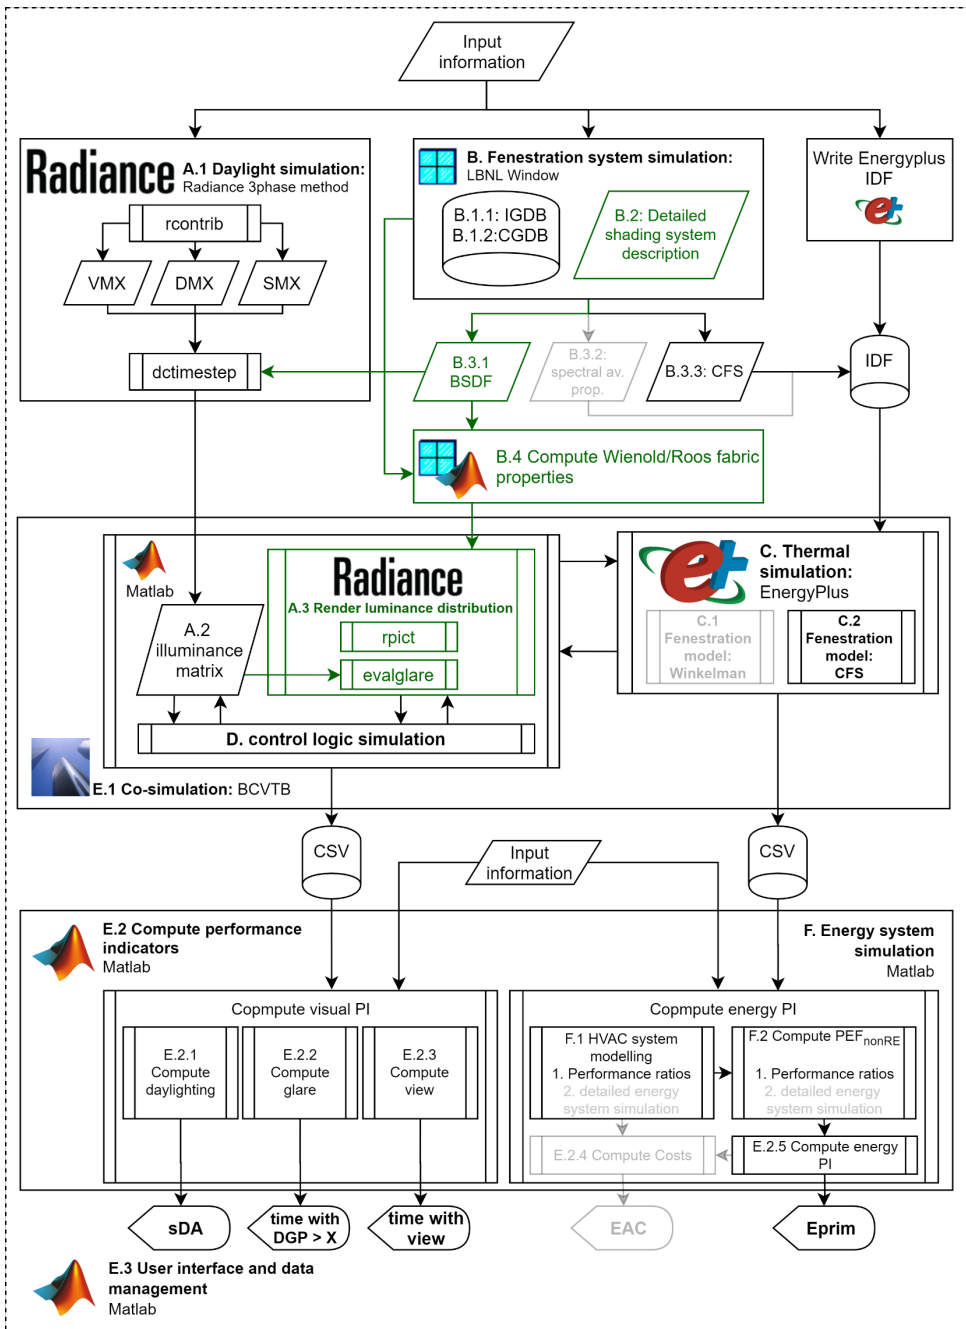 Input
information
Radiance
A.1 Daylight simulation:
Radiance 3phase method
rcontrib
VMX
DMX
SMX
dctimestep
B. Fenestration system simulation:
LBNL Window
B.1.1: IGDB
B.1.2:CGDB
B.2: Detailed
shading system
description
Write Energyplus
IDF
e+
B.3.1
BSDF
B.3.2:
spectral av.
prop.
B.3.3: CFS
IDF
B.4 Compute Wienold/Roos fabric
properties
Matlab
Radiance
A.3 Render luminance distribution
rpict
evalglare
A.2
illuminance
matrix
D. control logic simulation
e+
C. Thermal
simulation:
EnergyPlus
C.1
Fenestration
model:
Winkelman
C.2
Fenestration
model:
CFS
E.1 Co-simulation: BCVTB
CSV
Input
information
CSV
E.2 Compute performance
indicators
Matlab
F. Energy system
simulation
Matlab
Copmpute visual PI
E.2.1
Compute
daylighting
E.2.2
Compute
glare
E.2.3
Compute
view
Copmpute energy PI
F.1 HVAC system
modelling
1. Performance ratios
2. detailed energy
system simulation
F.2 Compute PEFnonRE
1. Performance ratios
2. detailed energy
system simulation
E.2.4 Compute Costs
E.2.5 Compute energy
PI
sDA
time with
DGP > X
time with
view
EAC
Eprim
E.3 User interface and data
management
Matlab